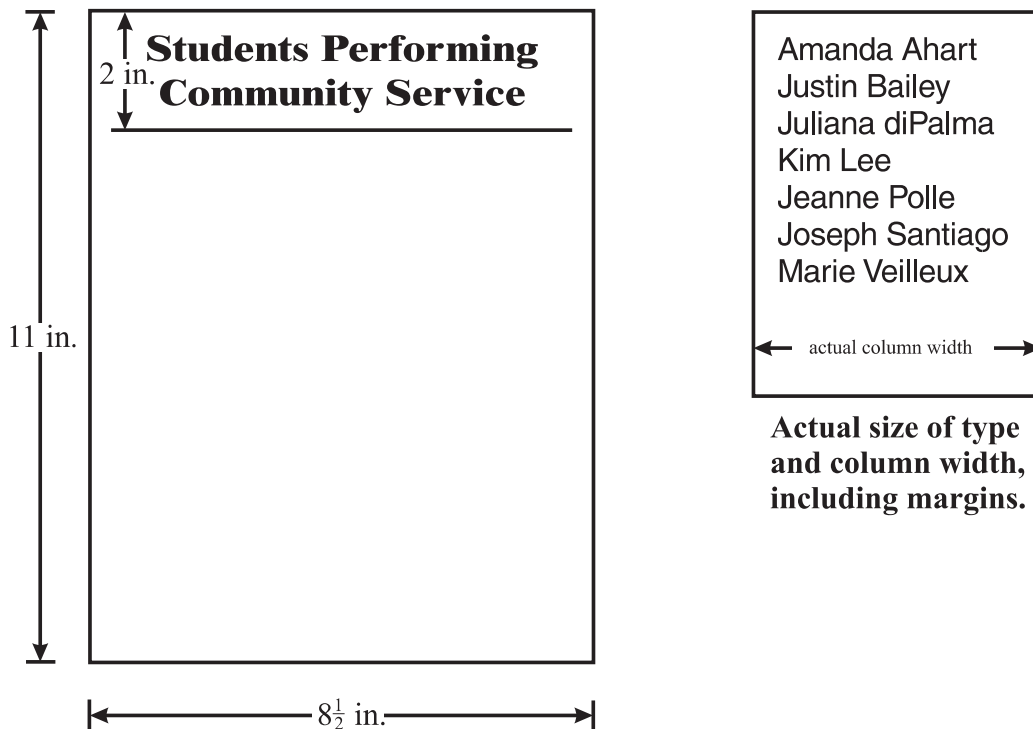 Students Performing
Community Service
2 in.
11 in.
8½ in.
Amanda Ahart
Justin Bailey
Juliana diPalma
Kim Lee
Jeanne Polle
Joseph Santiago
Marie Veilleux
actual column width
Actual size of type
and column width,
including margins.